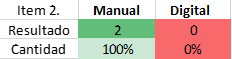 Item 2. Manual Digital
Resultado 2 0
Cantidad 100% 0%